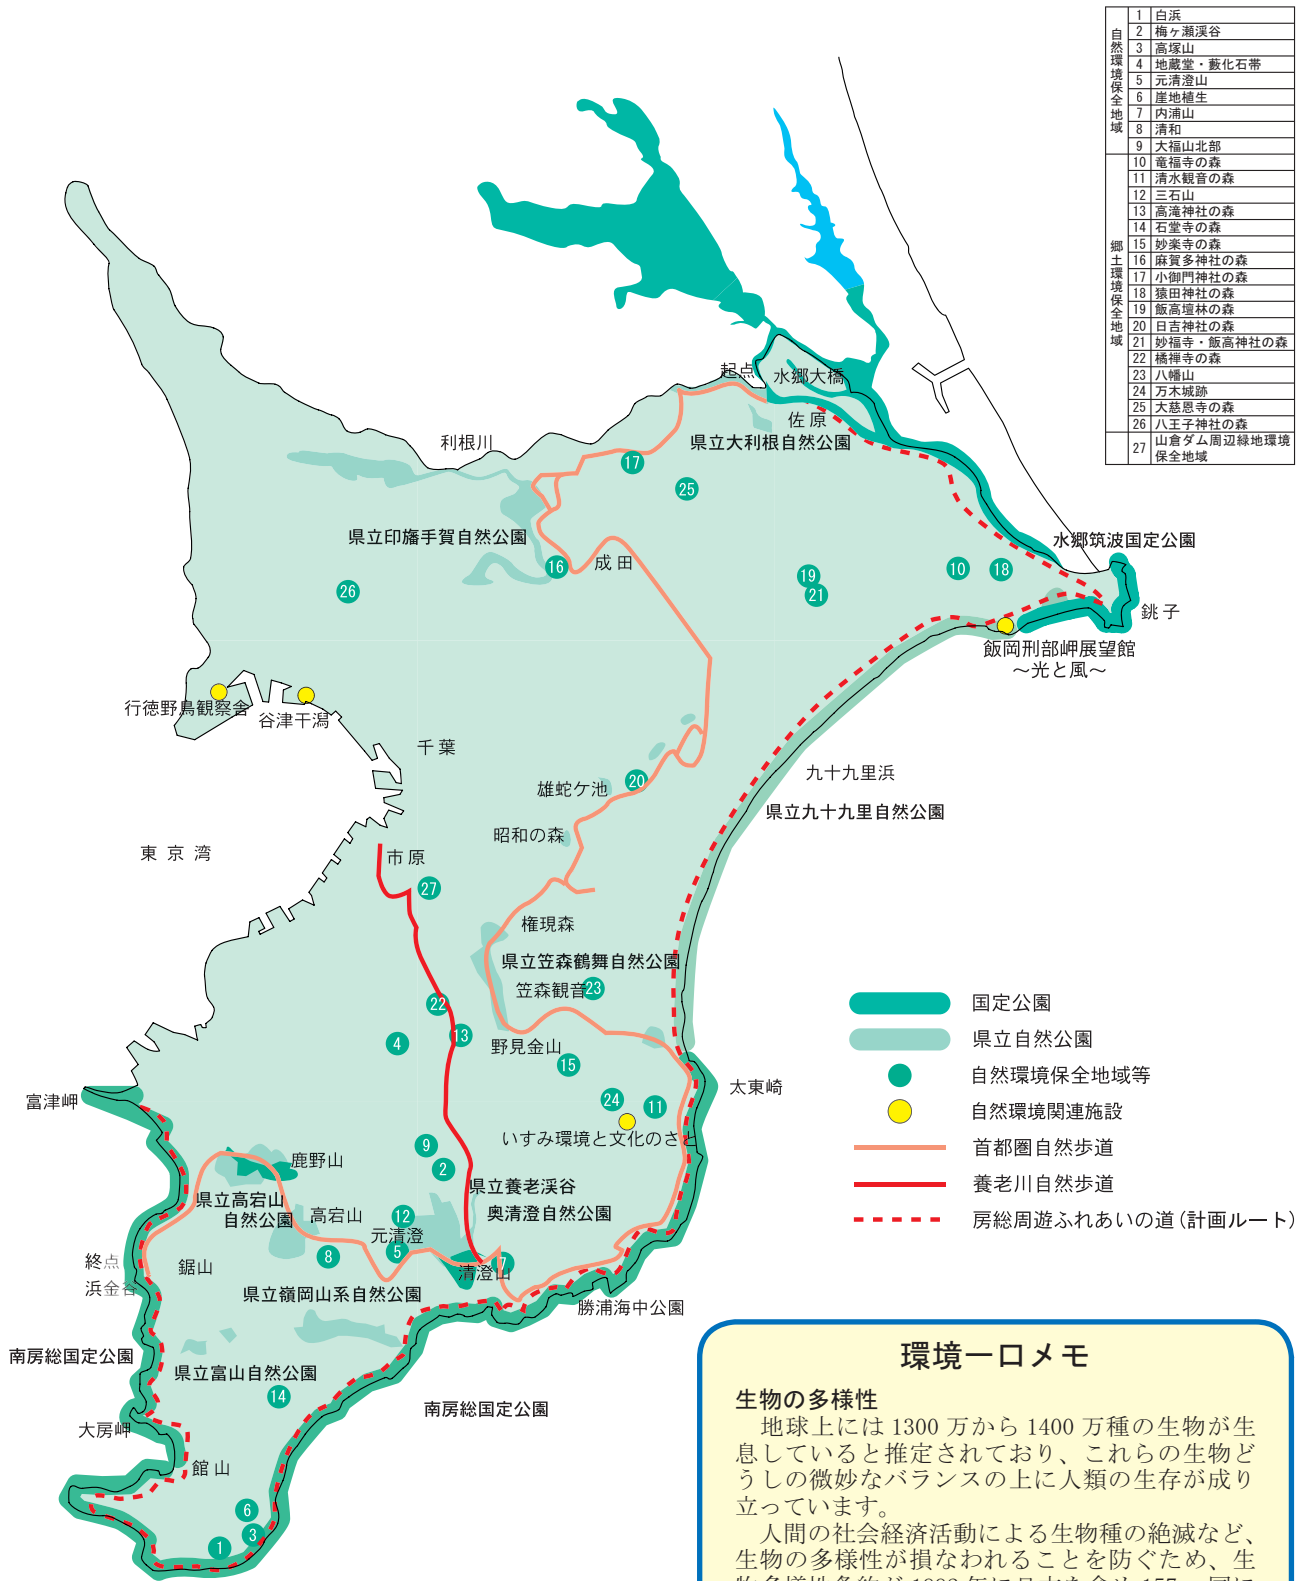 自然環境保全地域
1 白浜
2 梅ヶ瀬渓谷
3 高塚山
4 地蔵堂・藪化石帯
5 元清澄山
6 崖地植生
7 内浦山
8 清和
9 大福山北部
郷土環境保全地域
10 竜福寺の森
11 清水観音の森
12 三石山
13 高滝神社の森
14 石堂寺の森
15 妙楽寺の森
16 麻賀多神社の森
17 小御門神社の森
18 猿田神社の森
19 飯高壇林の森
20 日吉神社の森
21 妙福寺・飯高神社の森
22 橘禅寺の森
23 八幡山
24 万木城跡
25 大慈恩寺の森
26 八王子神社の森
27 山倉ダム周辺緑地環境
保全地域
起点
水郷大橋
佐原
利根川
県立大利根自然公園
17
25
県立印旛手賀自然公園
水郷筑波国定公園
16
成田
19
10
18
26
21
銚子
飯岡刑部岬展望館
～光と風～
行徳野鳥観察舎
谷津干潟
千葉
九十九里浜
雄蛇ケ池
20
県立九十九里自然公園
昭和の森
東京湾
市原
27
権現森
県立笠森鶴舞自然公園
笠森観音
23
22
13
4
野見金山
15
国定公園
県立自然公園
自然環境保全地域等
自然環境関連施設
首都圏自然歩道
養老川自然歩道
房総周遊ふれあいの道(計画ルート)
富津岬
太東崎
24
11
いすみ環境と文化のさと
9
2
鹿野山
県立高宕山
自然公園
高宕山
県立養老渓谷
奥清澄自然公園
12
元清澄
5
8
7
清澄山
終点
浜金谷
鋸山
県立嶺岡山系自然公園
勝浦海中公園
南房総国定公園
県立富山自然公園
14
南房総国定公園
大房岬
館山
6
3
1
環境一口メモ
生物の多様性
地球上には 1300 万から 1400 万種の生物が生
息していると推定されており、これらの生物ど
うしの微妙なバランスの上に人類の生存が成り
立っています。
人間の社会経済活動による生物種の絶滅など、
生物の多様性が損なわれることを防ぐため、生